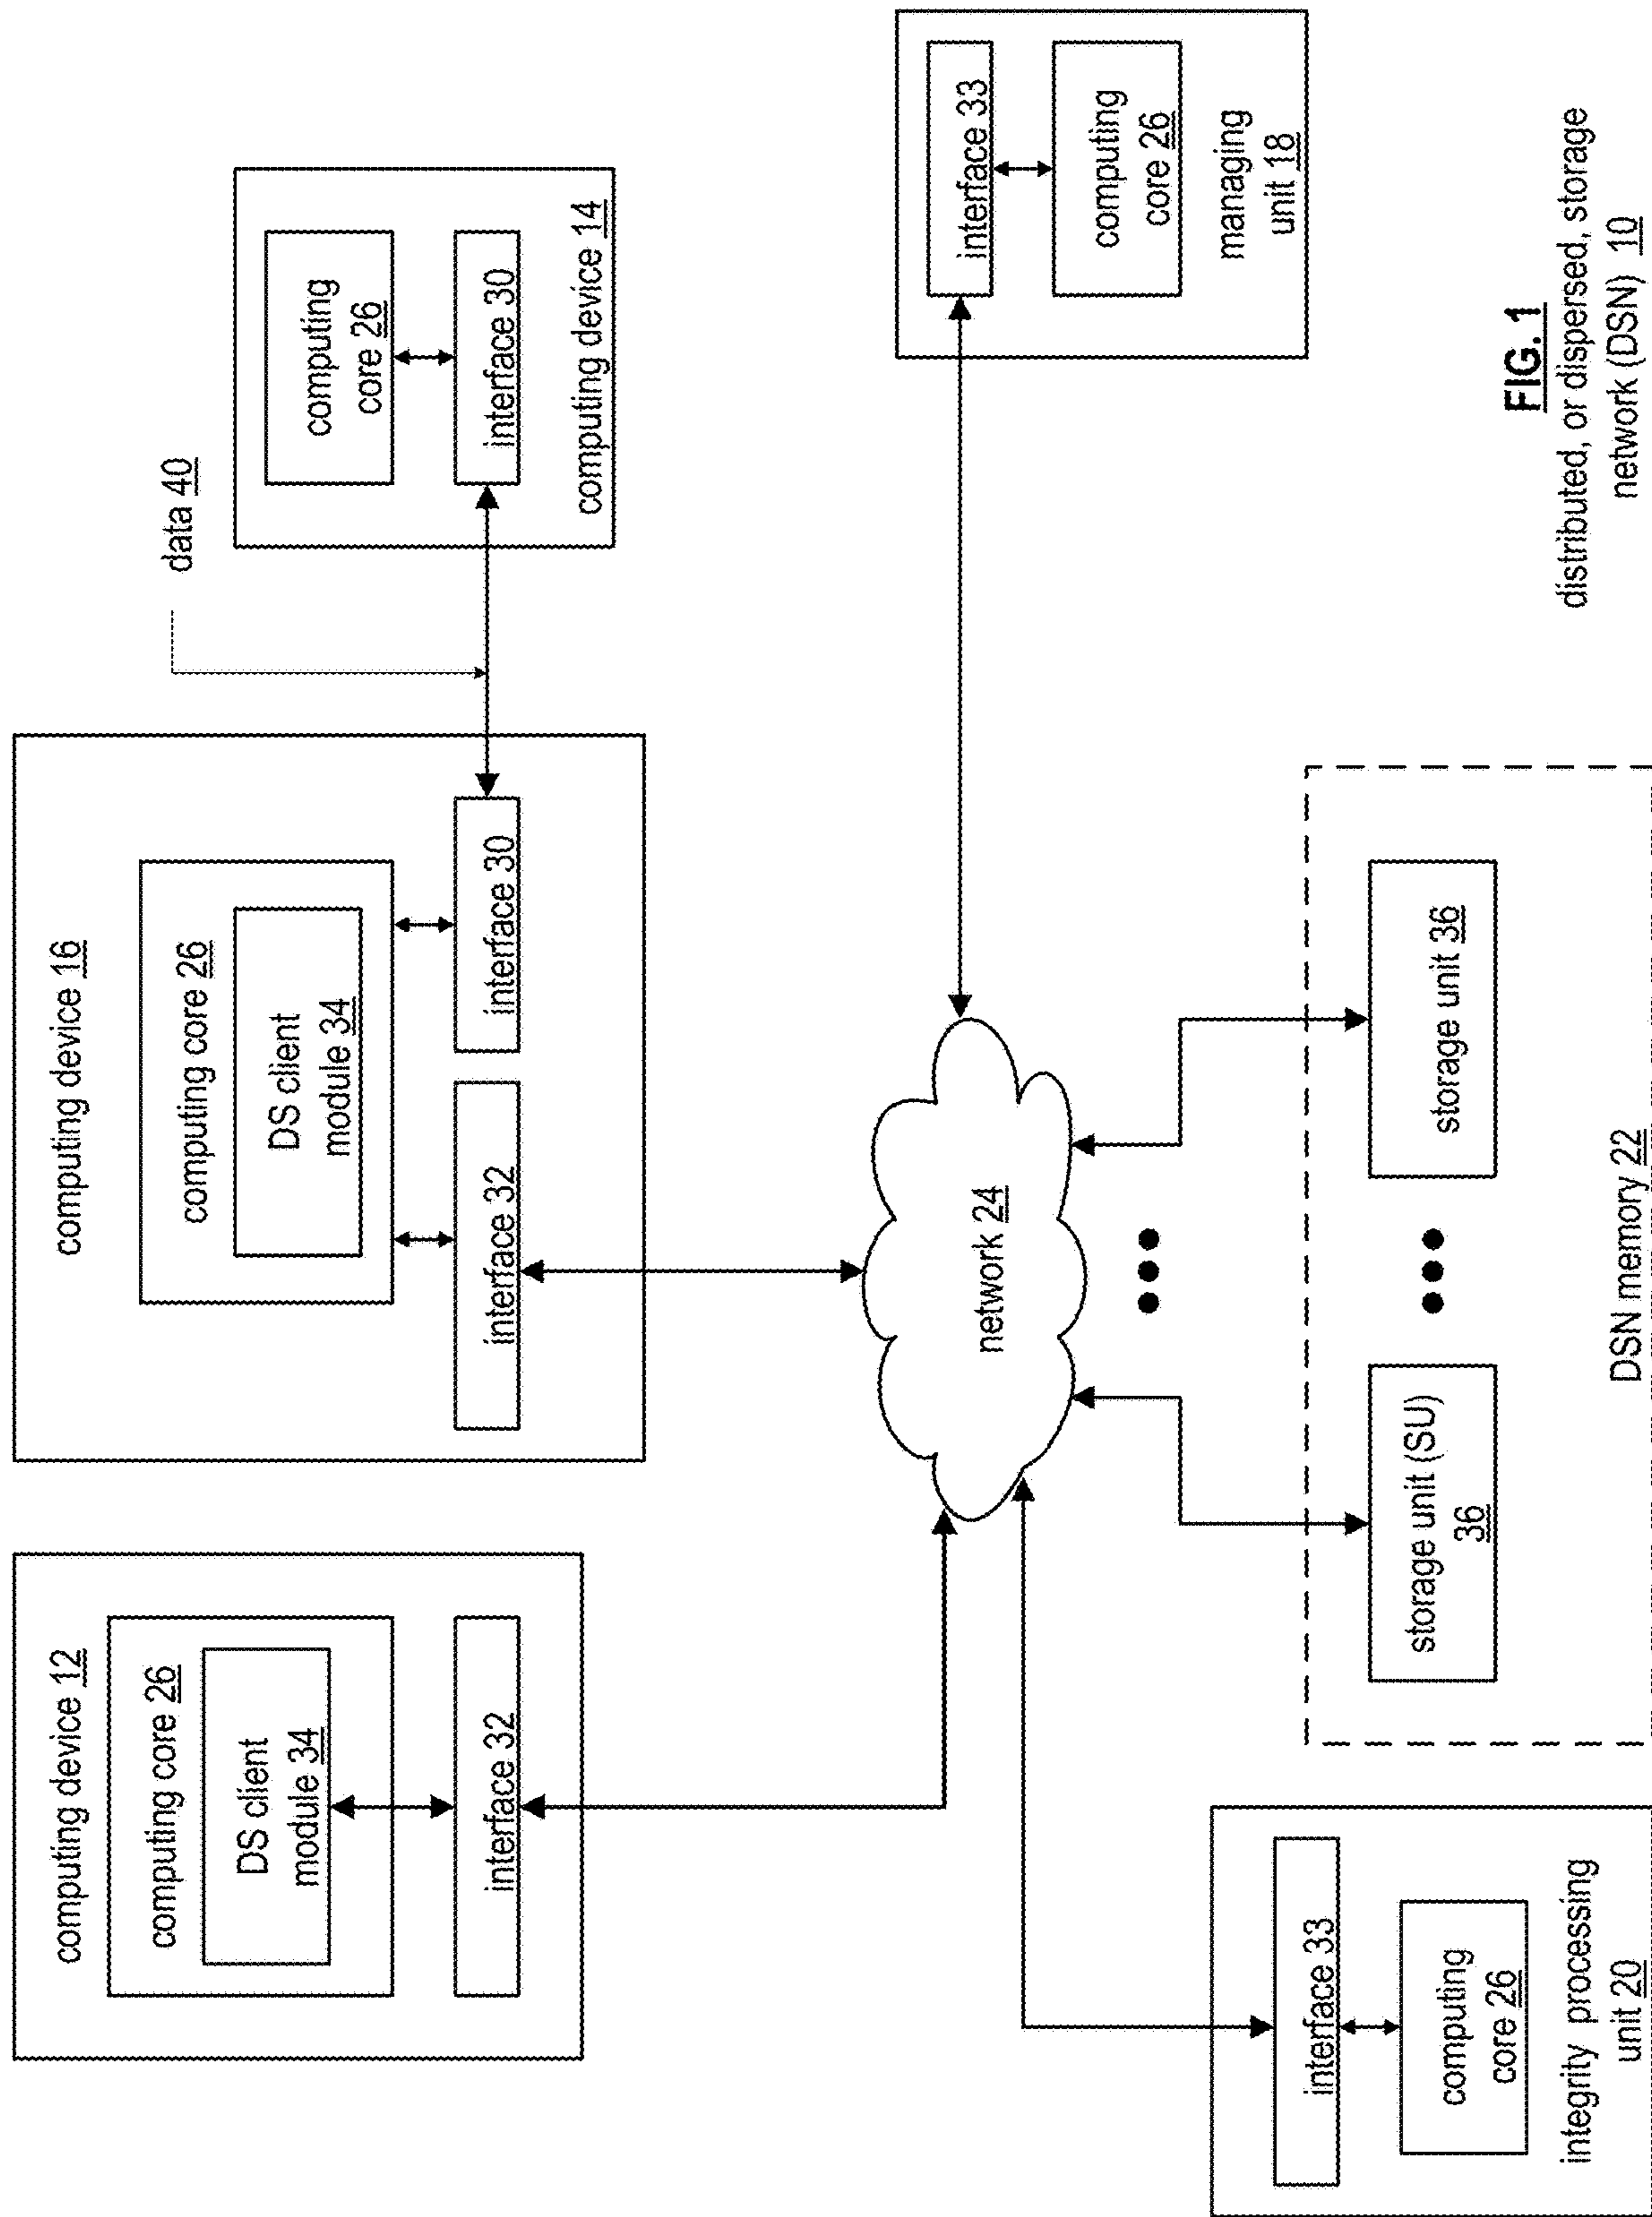 computing device 12
computing core 26
DS client
module 34
interface 32
computing device 16
computing core 26
DS client
module 34
interface 32
interface 30
data 40
computing
core 26
interface 30
computing device 14
network 24
interface 33
computing
core 26
managing
unit 18
interface 33
computing
core 26
integrity processing
unit 20
storage unit (SU)
36
storage unit 36
DSN memory 22
FIG. 1
distributed, or dispersed, storage
network (DSN) 10